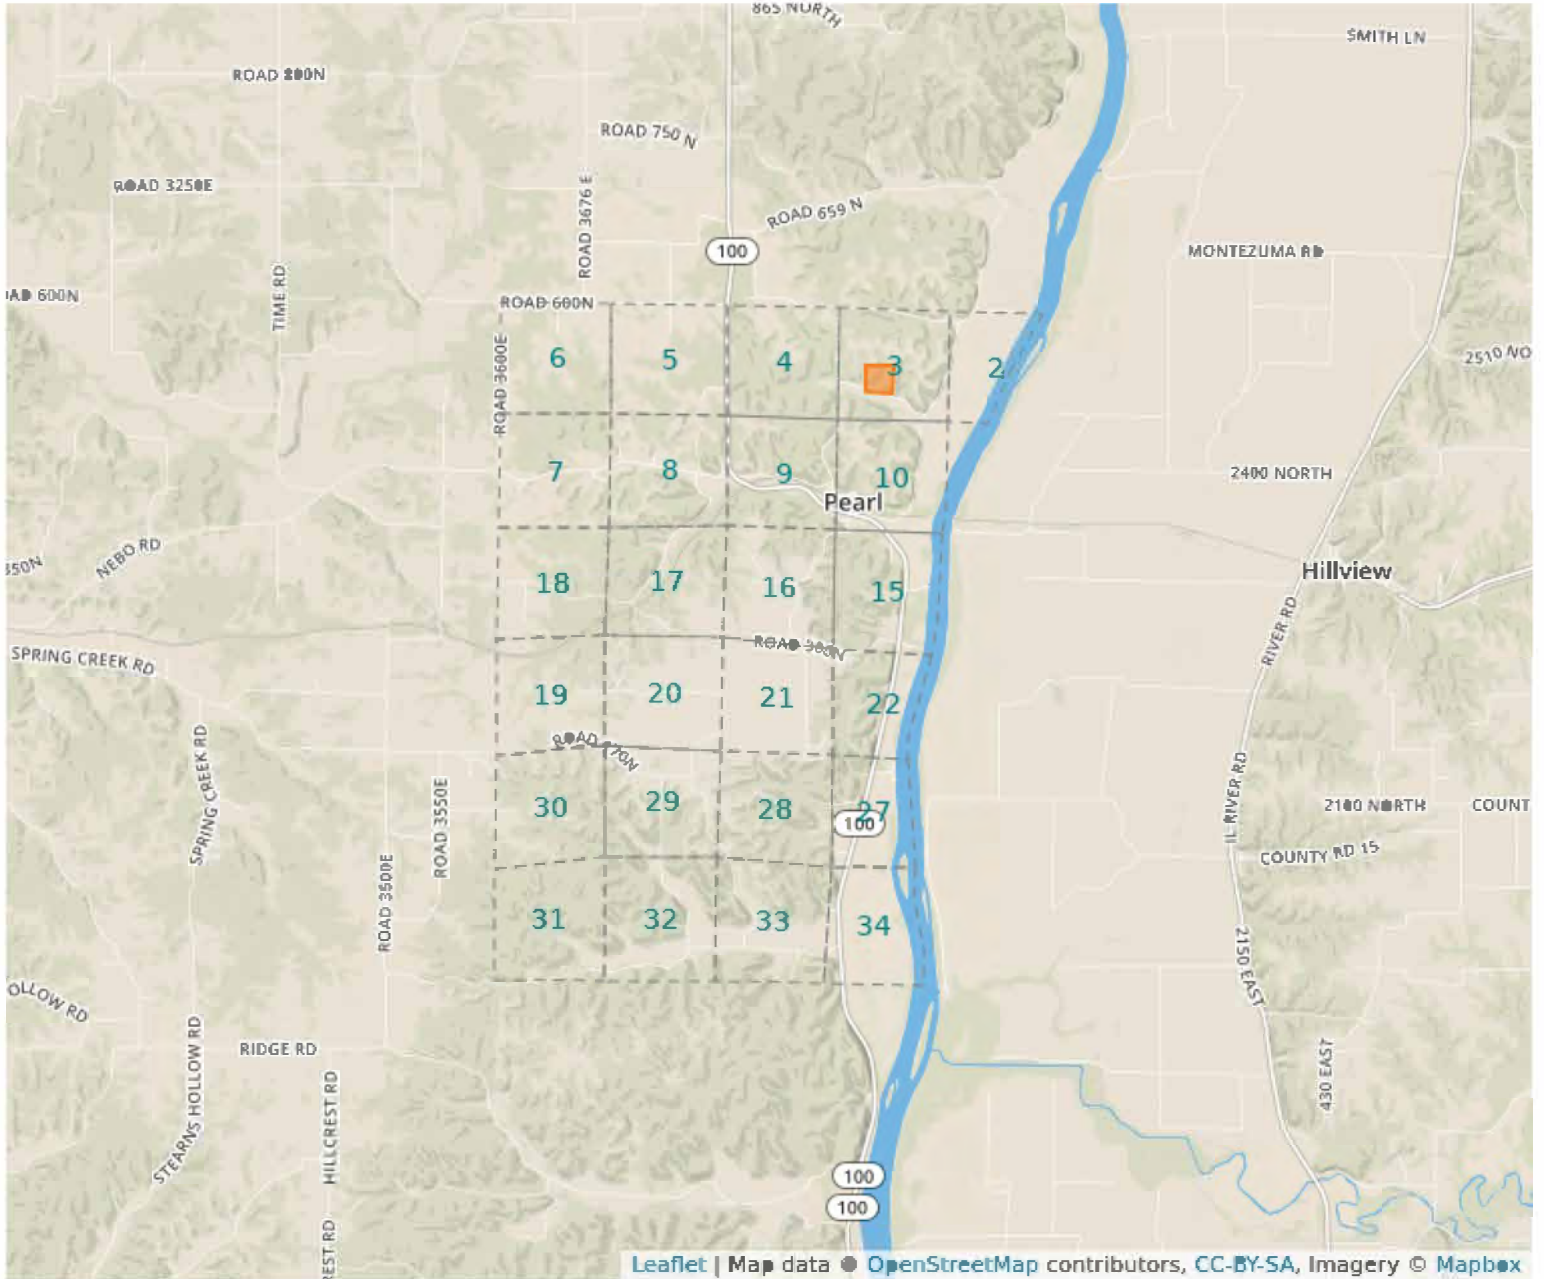 865 NORTH
SMITH LN
ROAD 800N
ROAD 750 N
ROAD 3250E
ROAD 3676 E
ROAD 659 N
100
MONTEZUMA RD
TIME RD
AD 600N
ROAD 600N
ROAD 3600E
6
5
4
3
2
2510 NO
7
8
9
10
2400 NORTH
Pearl
NEBO RD
350N
18
17
16
15
Hillview
RIVER RD
ROAD 300N
SPRING CREEK RD
19
20
21
22
ROAD 170N
SPRING CREEK RD
ROAD 3550E
IL RIVER RD
30
29
28
27
100
2100 NORTH
COUNT
COUNTY RD 15
ROAD 3500E
31
32
33
34
2150 EAST
OLLOW RD
STEARNS HOLLOW RD
RIDGE RD
HILLCREST RD
430 EAST
100
100
REST RD
Leaflet | Map data © OpenStreetMap contributors, CC-BY-SA, Imagery © Mapbox